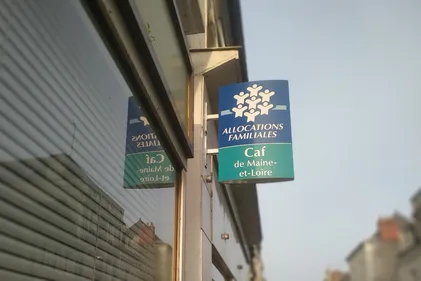 ALLOCATIONS
FAMILIALES
Caf
de Maine-
et-Loire